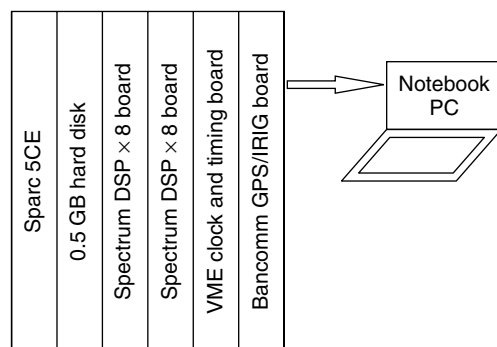 Sparc 5CE
0.5 GB hard disk
Spectrum DSP × 8 board
Spectrum DSP × 8 board
VME clock and timing board
Bancomm GPS/IRIG board
Notebook
PC